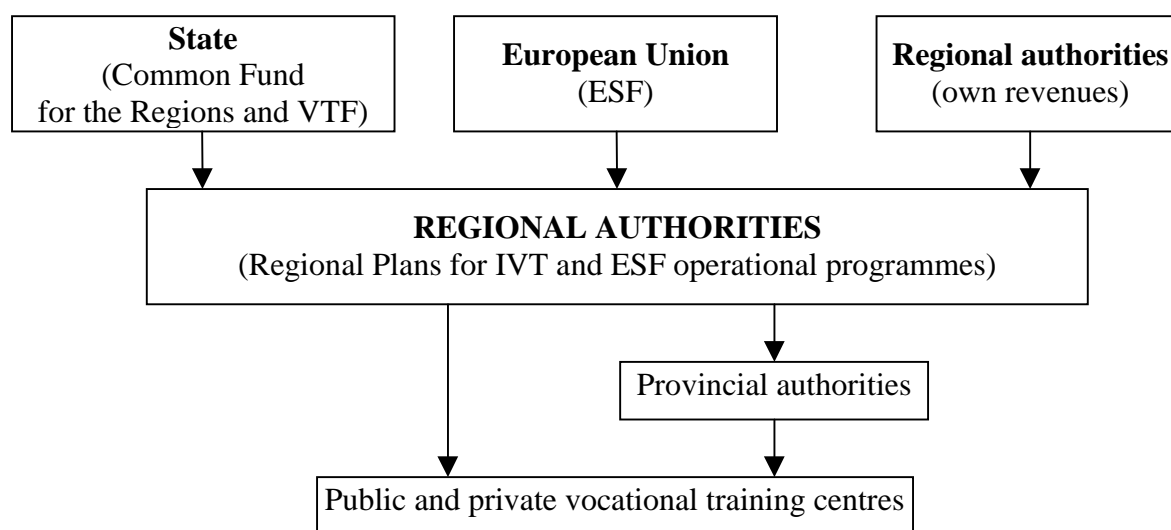 State
(Common Fund
for the Regions and VTF)
European Union
(ESF)
Regional authorities
(own revenues)
REGIONAL AUTHORITIES
(Regional Plans for IVT and ESF operational programmes)
Provincial authorities
Public and private vocational training centres